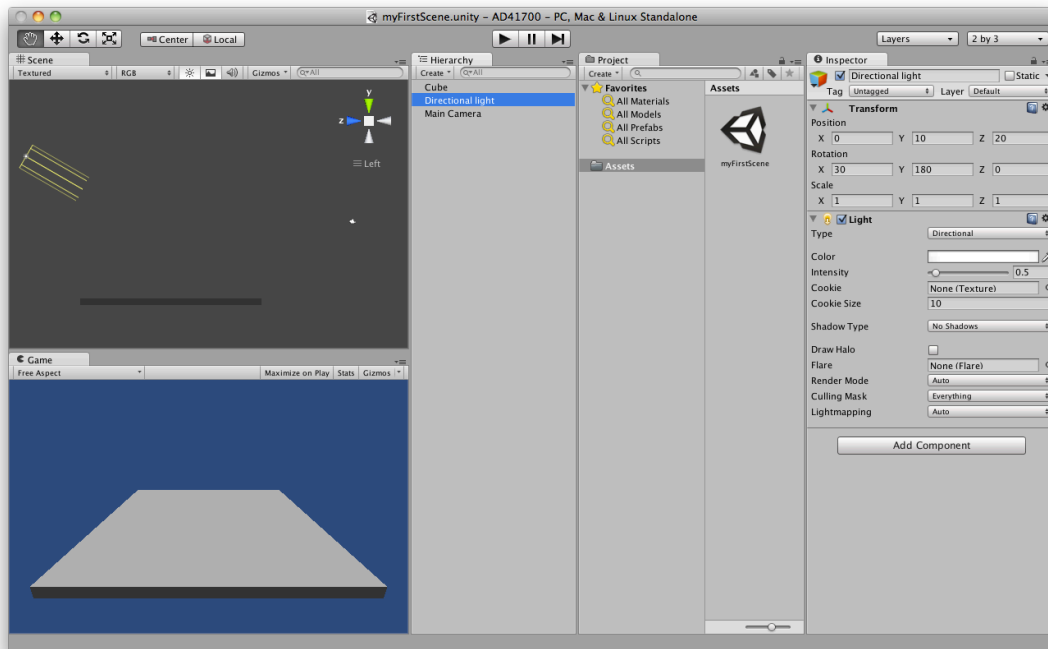 myFirstScene.unity - AD41700 - PC, Mac & Linux Standalone
Center Local Layers 2 by 3
Scene
Textured RGB Gizmos All
y
z
Left
Game
Free Aspect Maximize on Play Stats Gizmos
Hierarchy
Create All
Cube
Directional light
Main Camera
Project
Create
Favorites
All Materials
All Models
All Prefabs
All Scripts
Assets
Assets
myFirstScene
Inspector
Directional light Static
Tag Untagged Layer Default
Transform
Position
X 0 Y 10 Z 20
Rotation
X 30 Y 180 Z 0
Scale
X 1 Y 1 Z 1
Light
Type Directional
Color
Intensity 0.5
Cookie None (Texture)
Cookie Size 10
Shadow Type No Shadows
Draw Halo
Flare None (Flare)
Render Mode Auto
Culling Mask Everything
Lightmapping Auto
Add Component